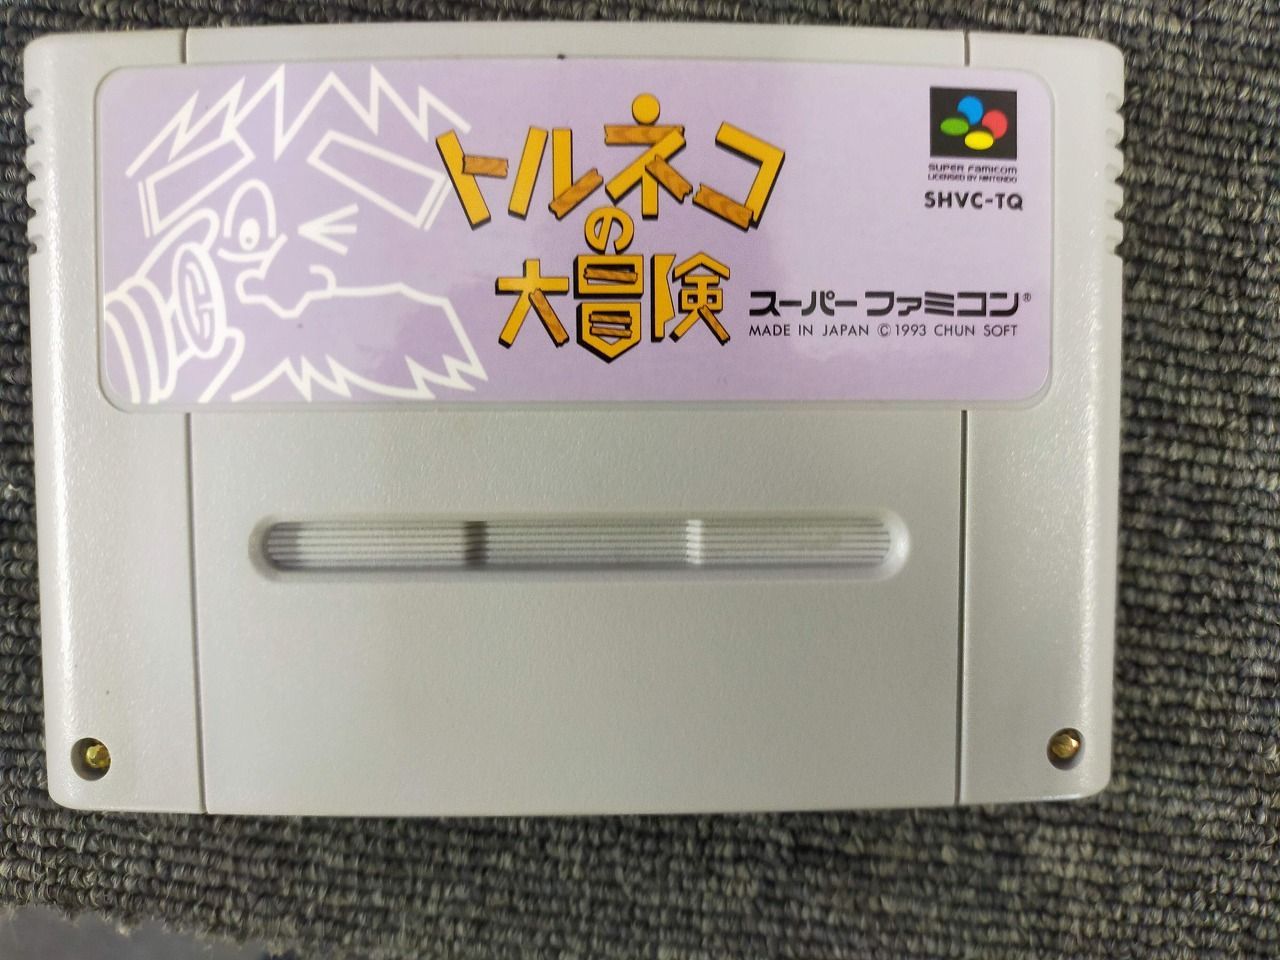 トルネコ
の
大冒険
SUPER FAMICOM
LICENSED BY NINTENDO
SHVC-TQ
スーパーファミコン®
MADE IN JAPAN ©1993 CHUN SOFT